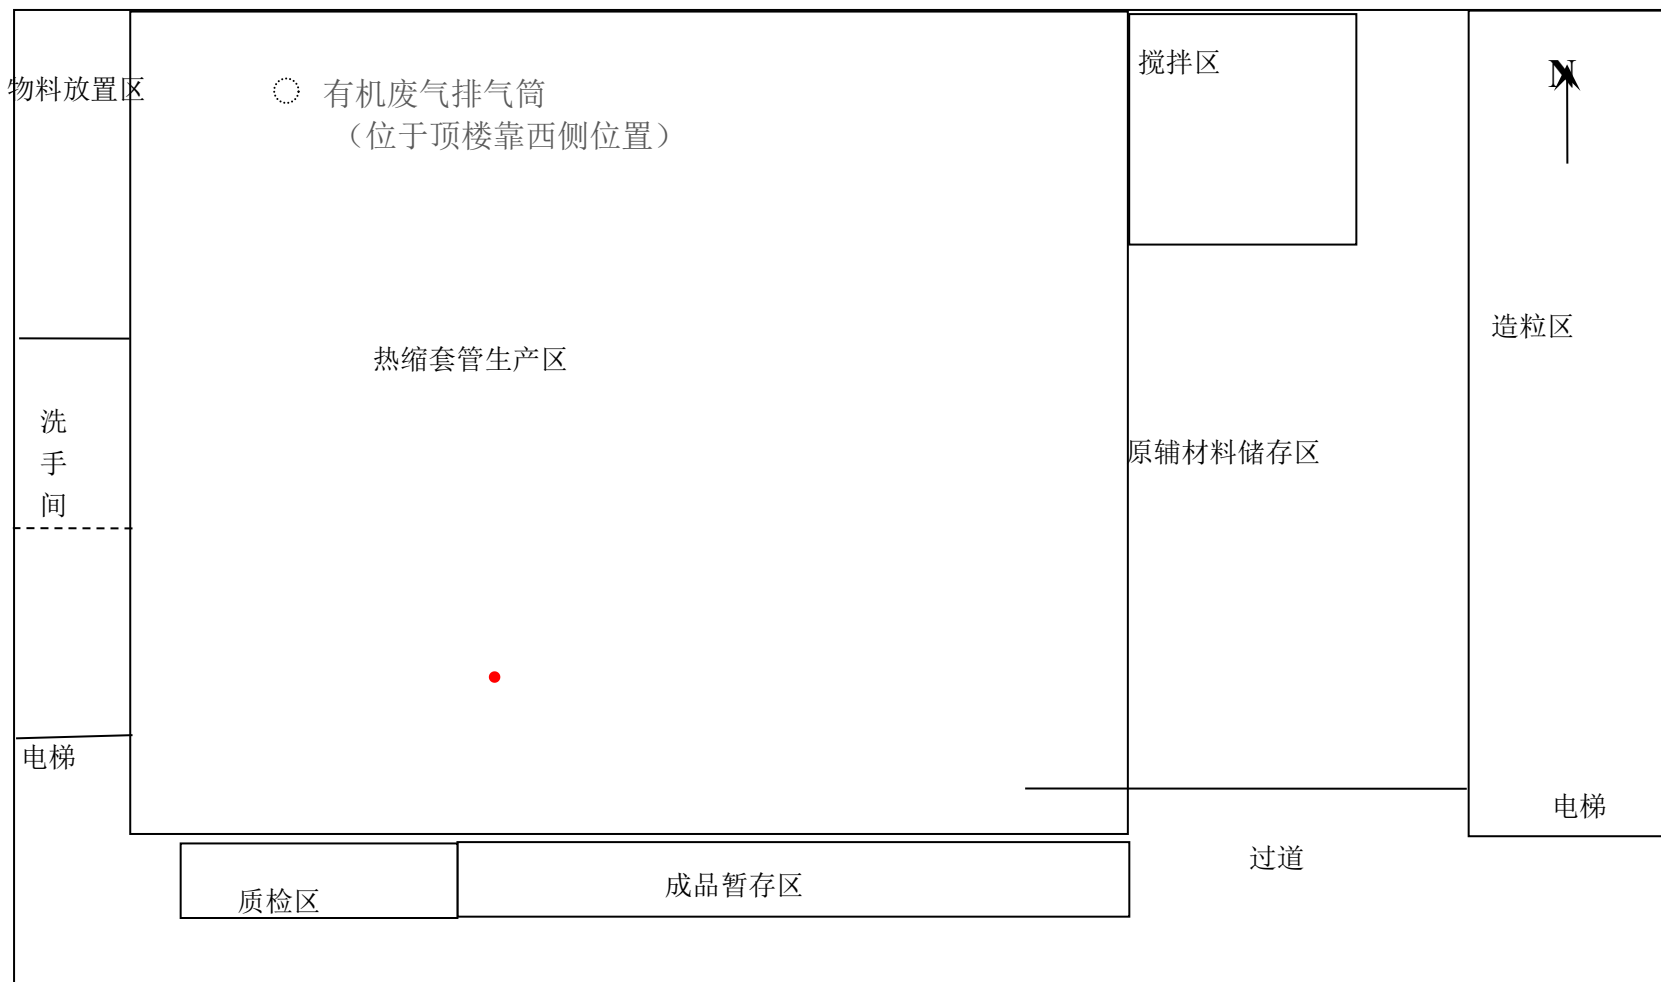 物料放置区
有机废气排气筒
（位于顶楼靠西侧位置）
搅拌区
N
造粒区
热缩套管生产区
洗
手
间
原辅材料储存区
电梯
电梯
过道
质检区
成品暂存区